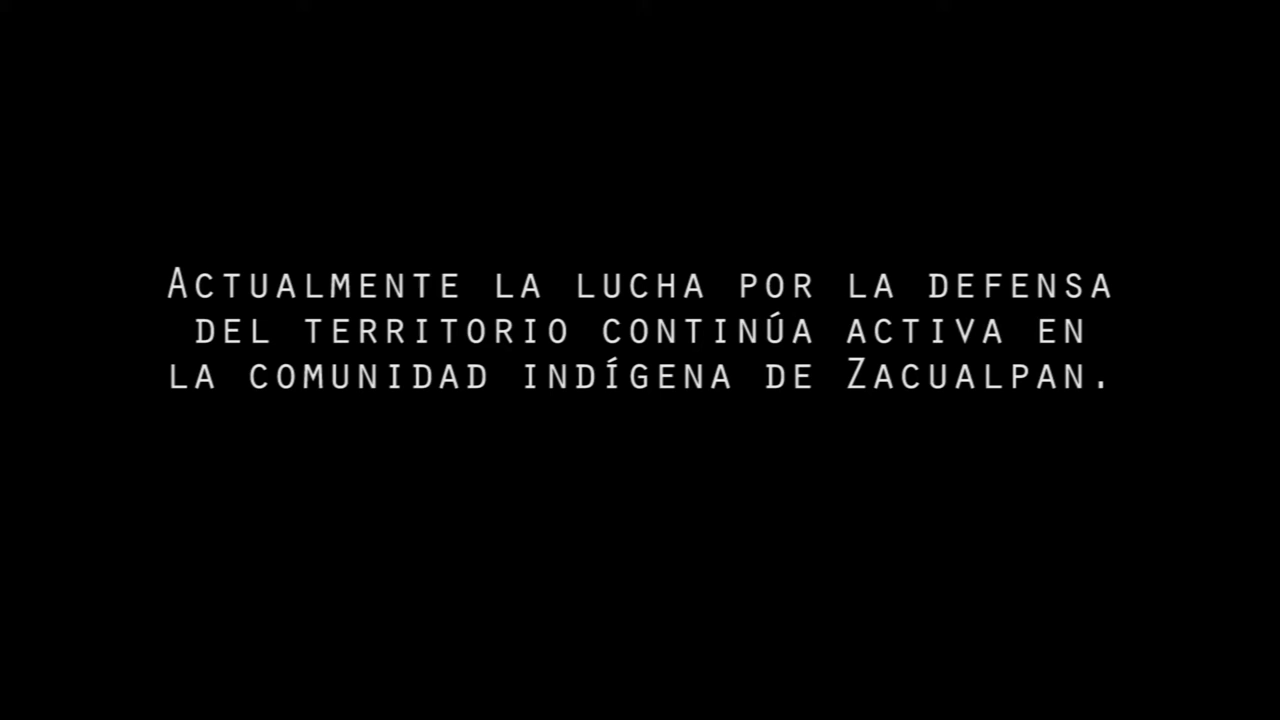 Actualmente la lucha por la defensa
del territorio continúa activa en
la comunidad indígena de Zacualpan.